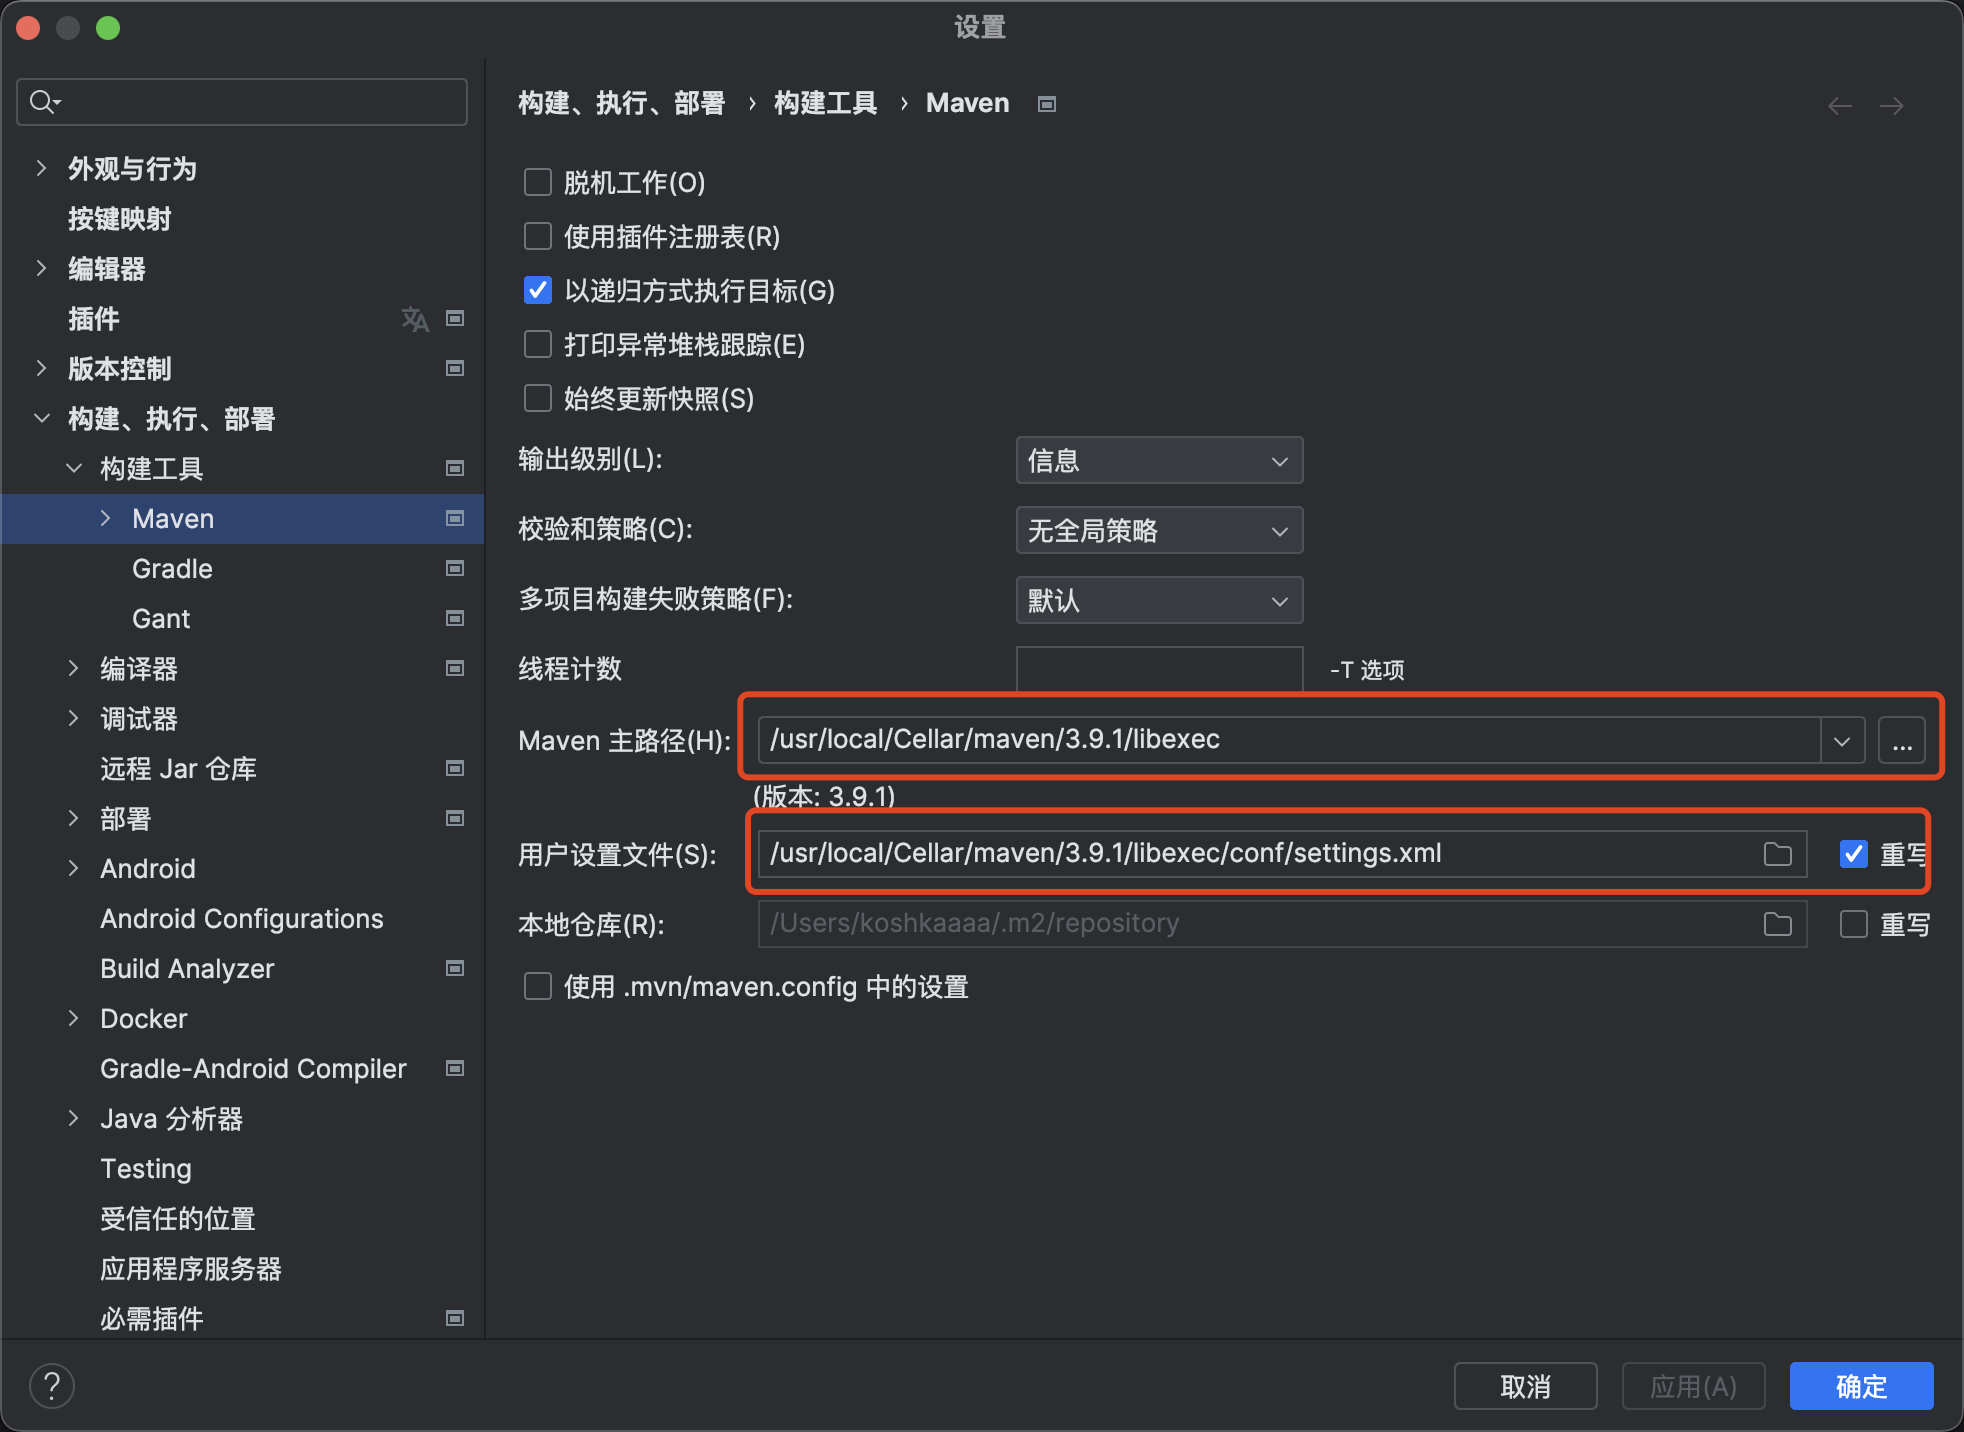 设置
外观与行为
按键映射
编辑器
插件
版本控制
构建、执行、部署
构建工具
Maven
Gradle
Gant
编译器
调试器
远程 Jar 仓库
部署
Android
Android Configurations
Build Analyzer
Docker
Gradle-Android Compiler
Java 分析器
Testing
受信任的位置
应用程序服务器
必需插件
构建、执行、部署 › 构建工具 › Maven
脱机工作(O)
使用插件注册表(R)
以递归方式执行目标(G)
打印异常堆栈跟踪(E)
始终更新快照(S)
输出级别(L): 信息
校验和策略(C): 无全局策略
多项目构建失败策略(F): 默认
线程计数 -T 选项
Maven 主路径(H): /usr/local/Cellar/maven/3.9.1/libexec ...
(版本: 3.9.1)
用户设置文件(S): /usr/local/Cellar/maven/3.9.1/libexec/conf/settings.xml 重写
本地仓库(R): /Users/koshkaaaa/.m2/repository 重写
使用 .mvn/maven.config 中的设置
? 取消 应用(A) 确定